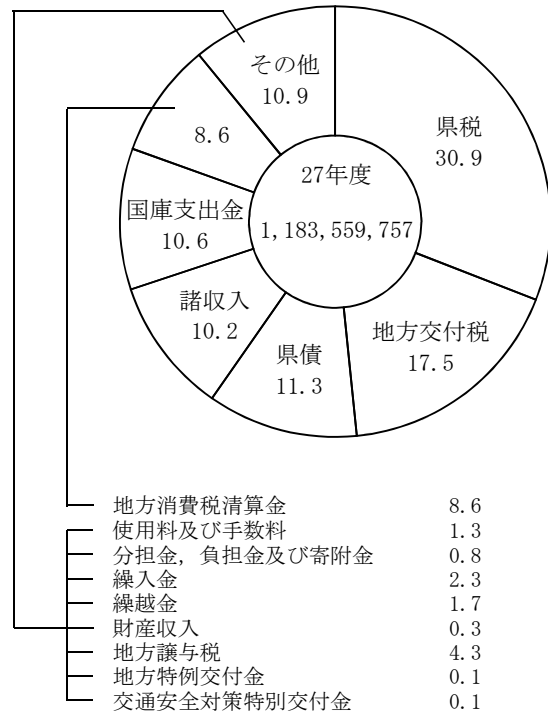 その他
10.9
県税
30.9
8.6
27年度
1,183,559,757
国庫支出金
10.6
諸収入
10.2
県債
11.3
地方交付税
17.5
地方消費税清算金 8.6
使用料及び手数料 1.3
分担金，負担金及び寄附金 0.8
繰入金 2.3
繰越金 1.7
財産収入 0.3
地方譲与税 4.3
地方特例交付金 0.1
交通安全対策特別交付金 0.1